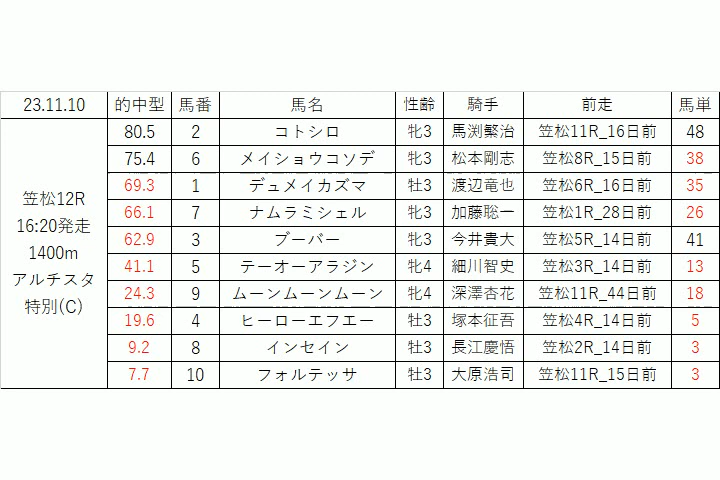 23.11.10 的中型 馬番 馬名 性齢 騎手 前走 馬単
80.5 2 コトシロ 牝3 馬渕繁治 笠松11R_16日前 48
75.4 6 メイショウコソデ 牝3 松本剛志 笠松8R_15日前 38
69.3 1 デュメイカズマ 牡3 渡辺竜也 笠松6R_16日前 35
66.1 7 ナムラミシェル 牝3 加藤聡一 笠松1R_28日前 26
62.9 3 ブーバー 牝3 今井貴大 笠松5R_14日前 41
41.1 5 テーオーアラジン 牝4 細川智史 笠松3R_14日前 13
24.3 9 ムーンムーンムーン 牝4 深澤杏花 笠松11R_44日前 18
19.6 4 ヒーローエフエー 牡3 塚本征吾 笠松4R_14日前 5
9.2 8 インセイン 牡3 長江慶悟 笠松2R_14日前 3
7.7 10 フォルテッサ 牡3 大原浩司 笠松11R_15日前 3
笠松12R
16:20発走
1400m
アルチスタ
特別(C)